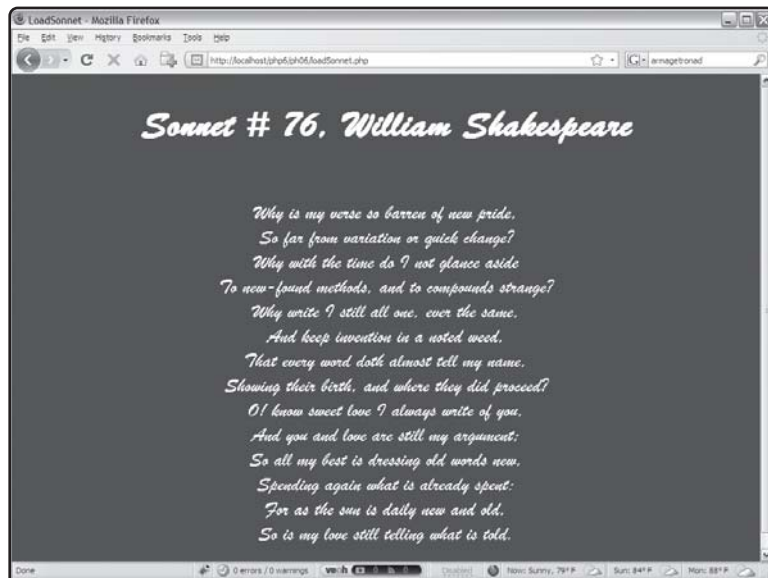 LoadSonnet - Mozilla Firefox
File Edit View History Bookmarks Tools Help
http://localhost/php6/ph06/loadSonnet.php G armagetronad
Sonnet # 76, William Shakespeare
Why is my verse so barren of new pride,
So far from variation or quick change?
Why with the time do I not glance aside
To new-found methods, and to compounds strange?
Why write I still all one, ever the same,
And keep invention in a noted weed,
That every word doth almost tell my name,
Showing their birth, and where they did proceed?
O! know sweet love I always write of you,
And you and love are still my argument;
So all my best is dressing old words new,
Spending again what is already spent:
For as the sun is daily new and old,
So is my love still telling what is told.
Done 0 errors / 0 warnings Disabled Now: Sunny, 79° F Sun: 84° F Mon: 88° F